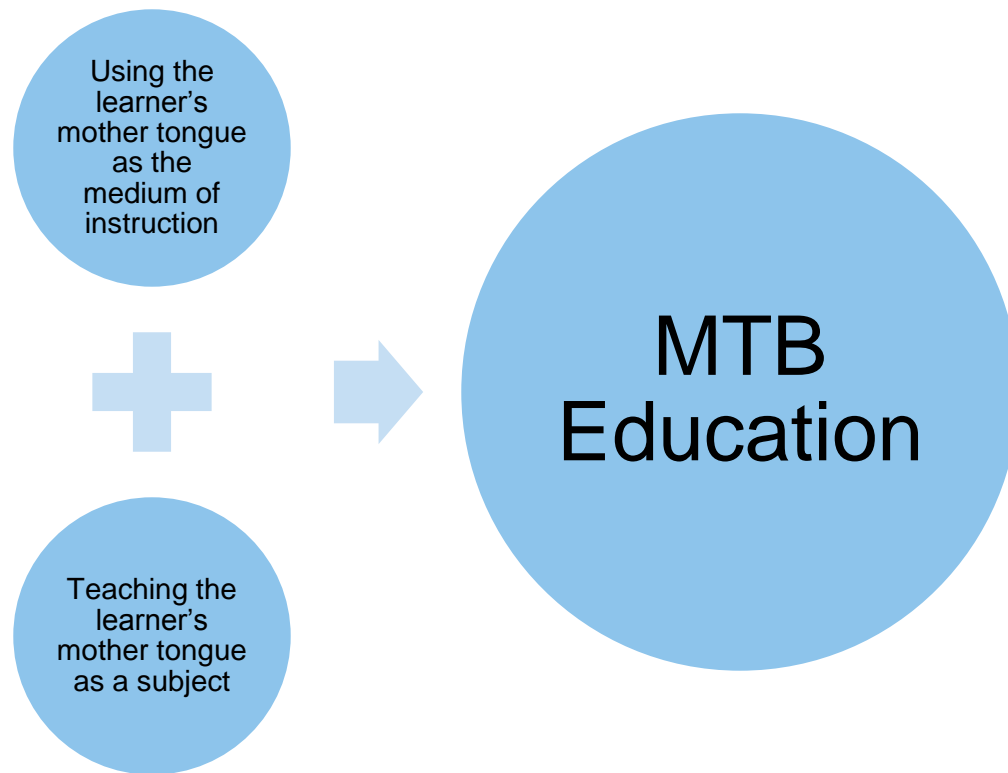 Using the
learner’s
mother tongue
as the
medium of
instruction
Teaching the
learner’s
mother tongue
as a subject
MTB
Education